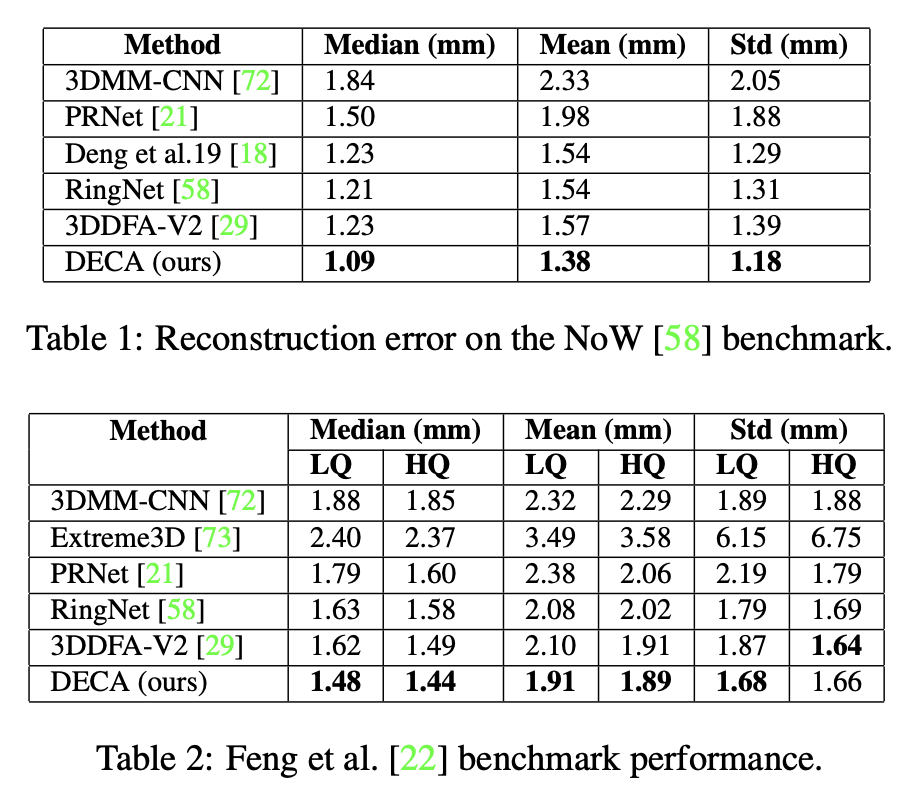 Method Median (mm) Mean (mm) Std (mm)
3DMM-CNN [72] 1.84 2.33 2.05
PRNet [21] 1.50 1.98 1.88
Deng et al.19 [18] 1.23 1.54 1.29
RingNet [58] 1.21 1.54 1.31
3DDFA-V2 [29] 1.23 1.57 1.39
DECA (ours) 1.09 1.38 1.18
Table 1: Reconstruction error on the NoW [58] benchmark.
Method Median (mm) Mean (mm) Std (mm)
LQ HQ LQ HQ LQ HQ
3DMM-CNN [72] 1.88 1.85 2.32 2.29 1.89 1.88
Extreme3D [73] 2.40 2.37 3.49 3.58 6.15 6.75
PRNet [21] 1.79 1.60 2.38 2.06 2.19 1.79
RingNet [58] 1.63 1.58 2.08 2.02 1.79 1.69
3DDFA-V2 [29] 1.62 1.49 2.10 1.91 1.87 1.64
DECA (ours) 1.48 1.44 1.91 1.89 1.68 1.66
Table 2: Feng et al. [22] benchmark performance.